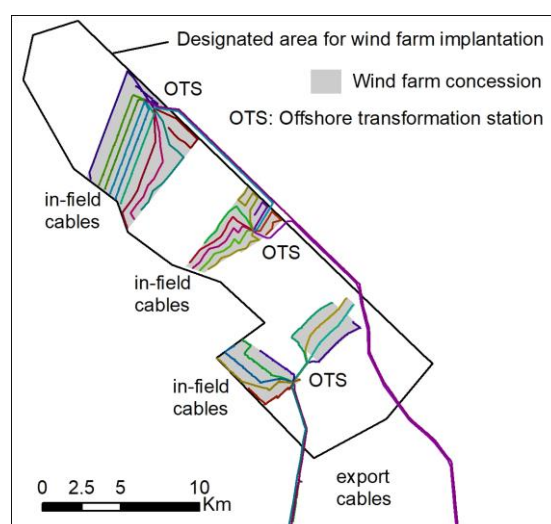 Designated area for wind farm implantation
OTS
Wind farm concession
OTS: Offshore transformation station
in-field
cables
OTS
in-field
cables
OTS
in-field
cables
export
cables
0 2.5 5 10
Km